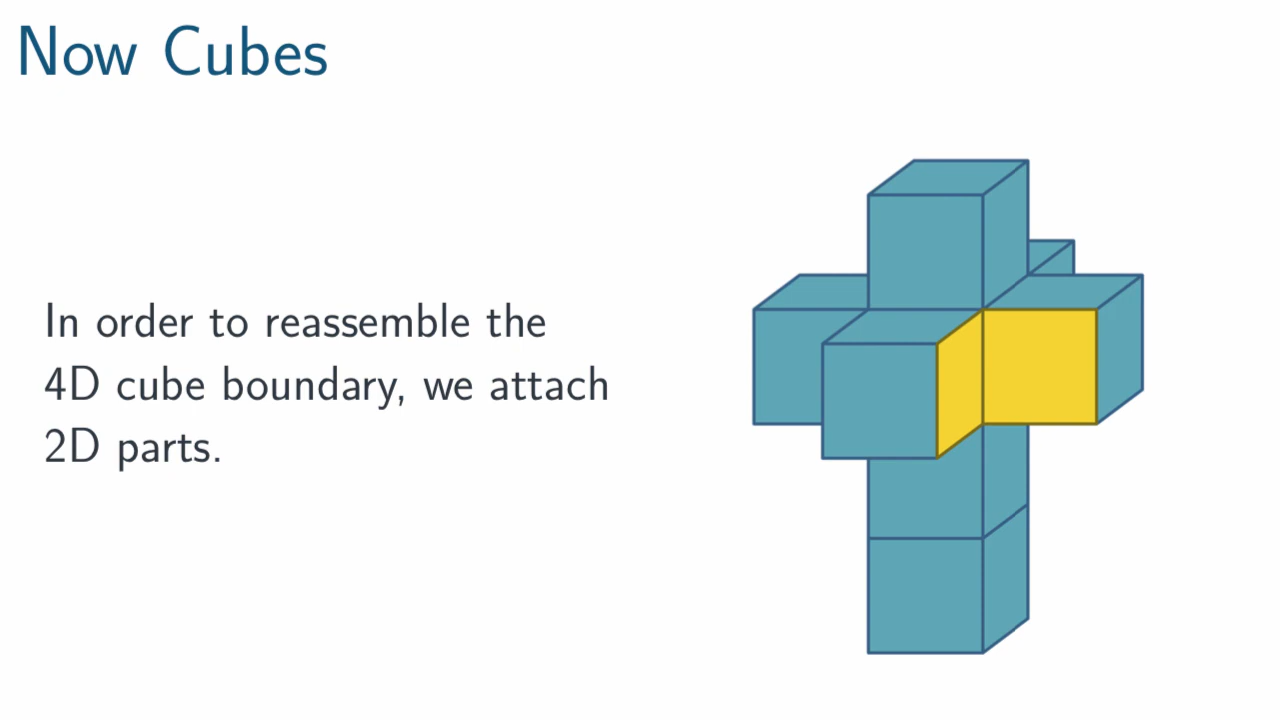 Now Cubes
In order to reassemble the
4D cube boundary, we attach
2D parts.